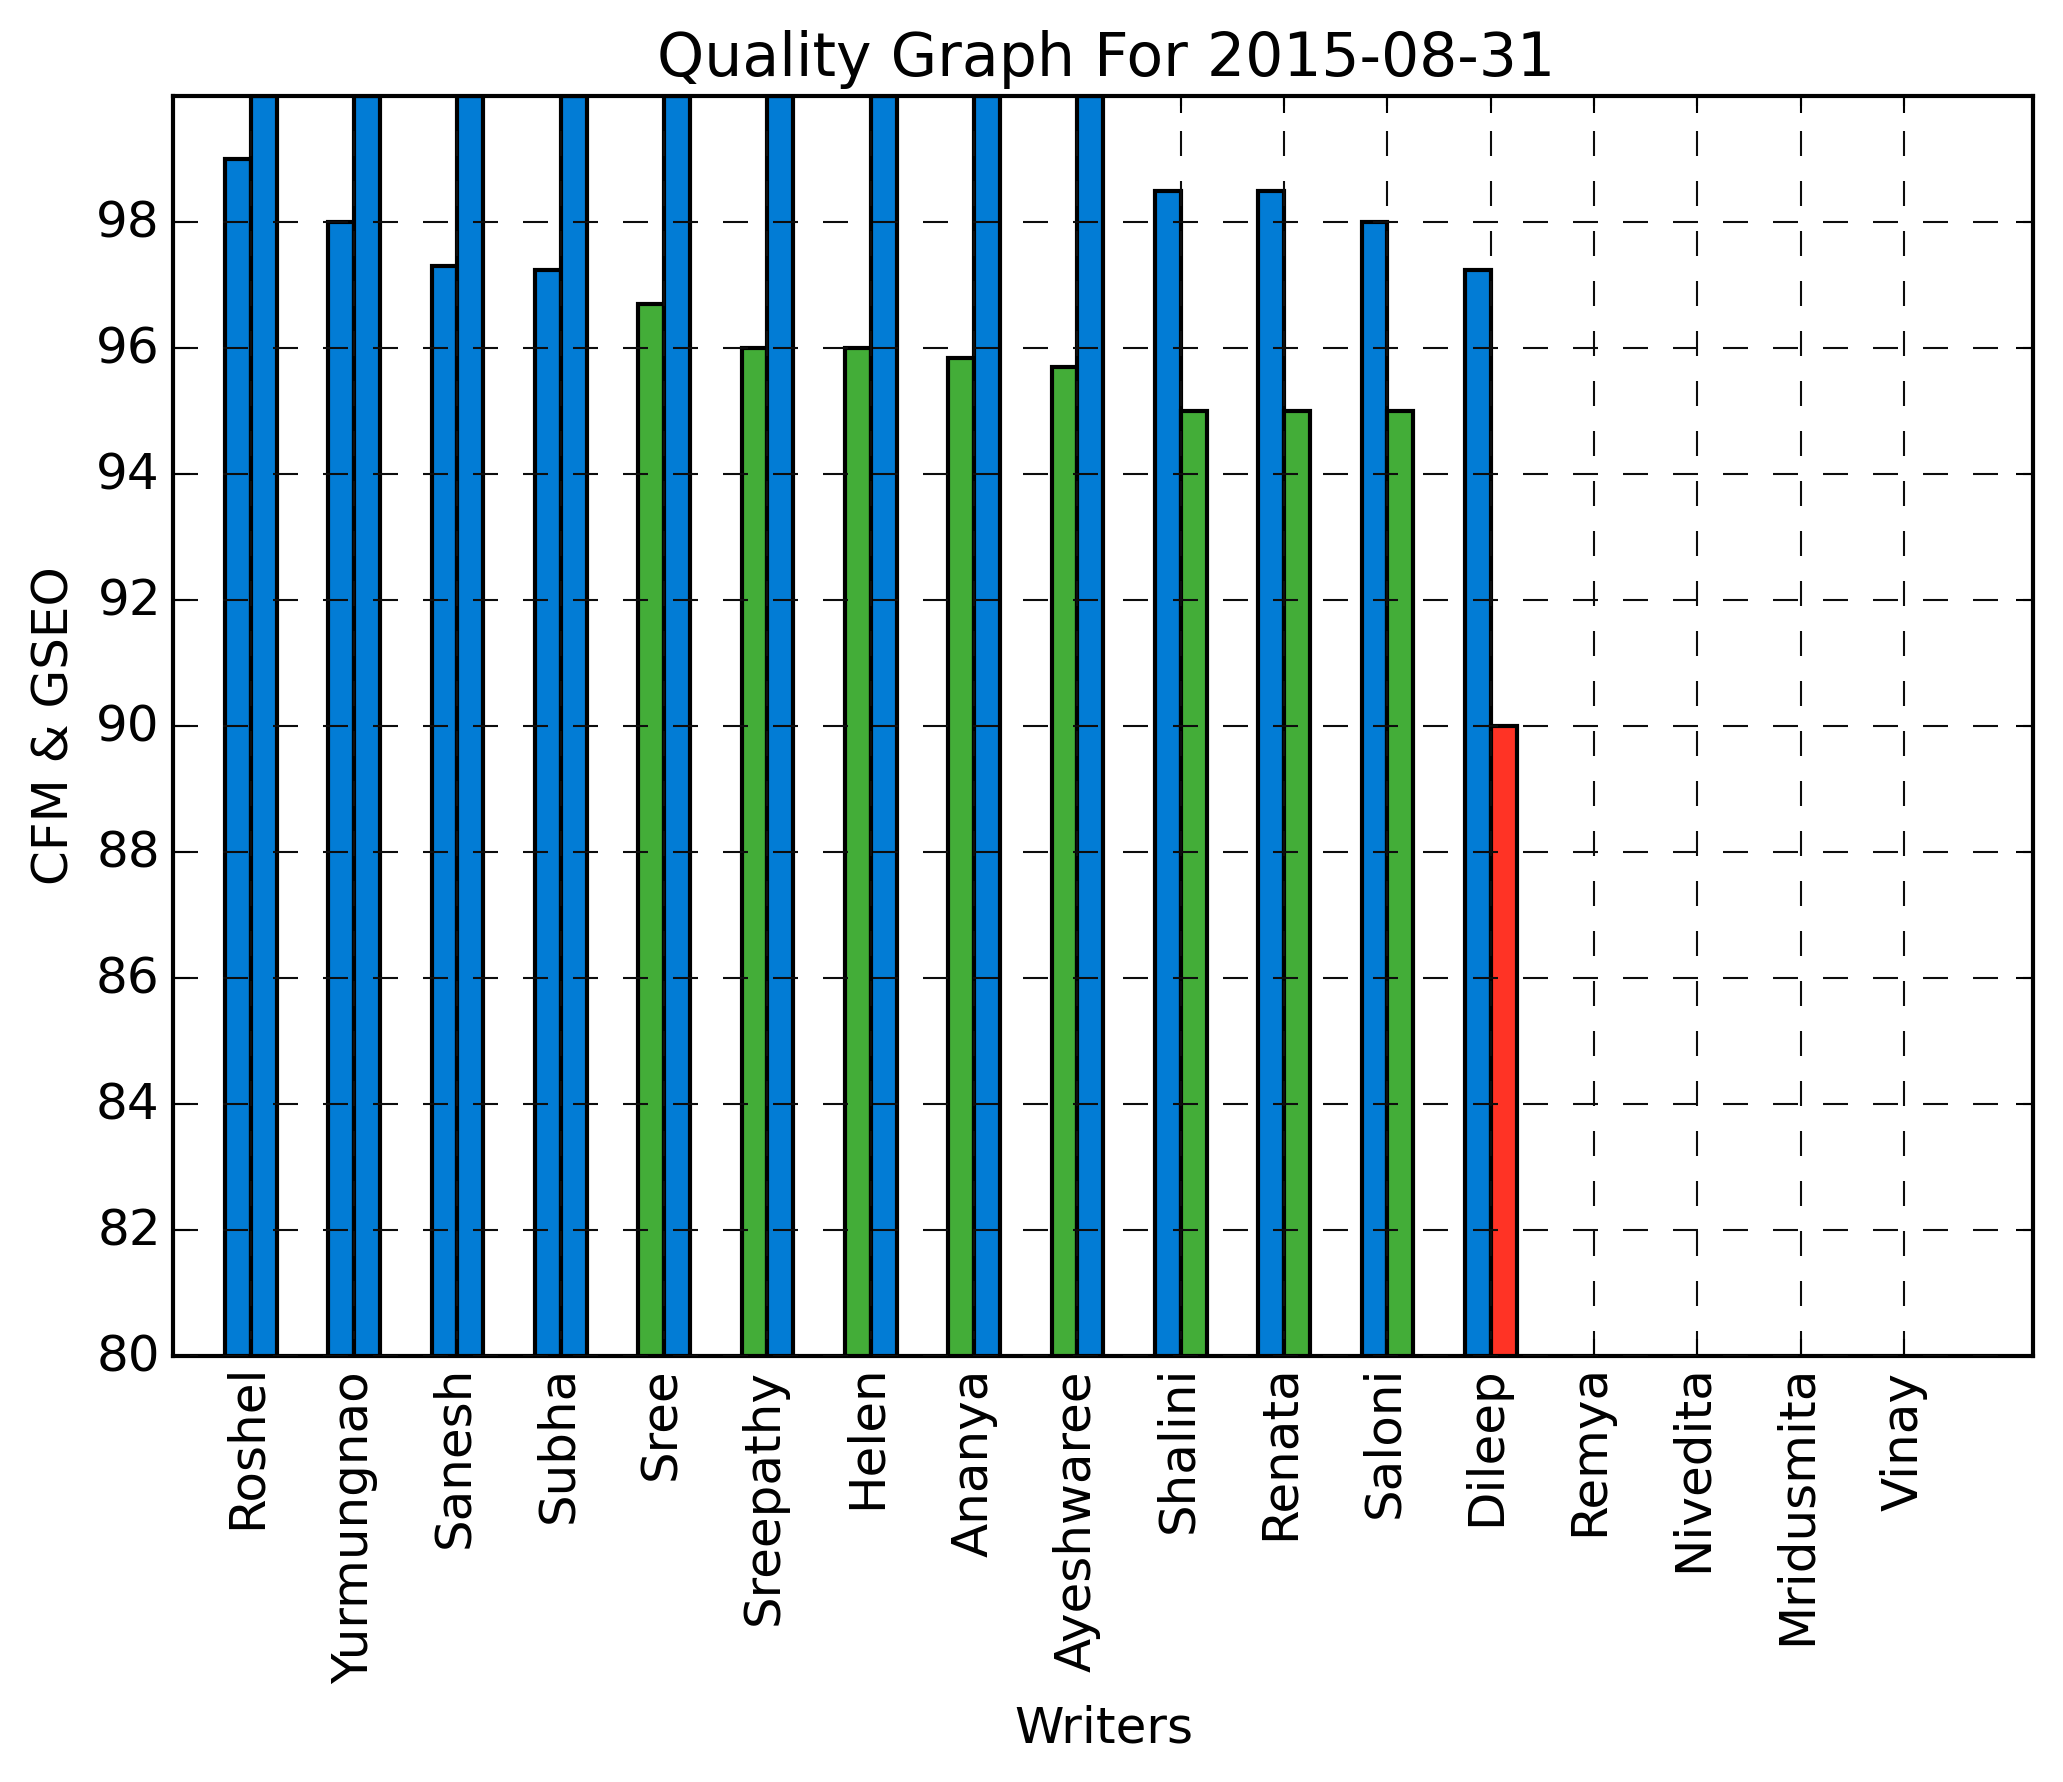 Quality Graph For 2015-08-31
98
96
94
92
90
88
86
84
82
80
CFM & GSEO
Roshel
Yurmungnao
Sanesh
Subha
Sree
Sreepathy
Helen
Ananya
Ayeshwaree
Shalini
Renata
Saloni
Dileep
Remya
Nivedita
Mridusmita
Vinay
Writers